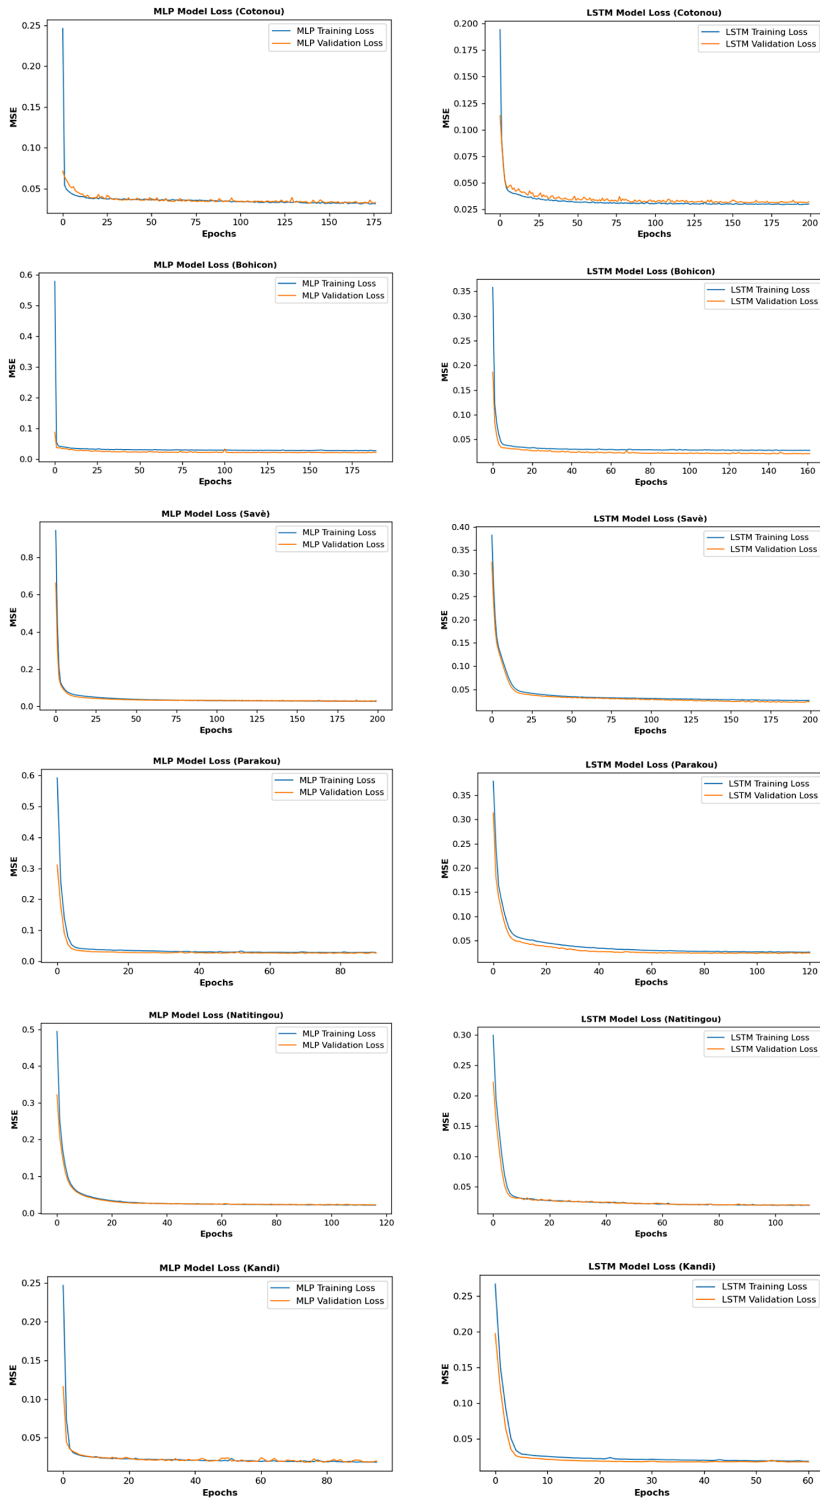 MLP Model Loss (Cotonou)
MLP Training Loss
MLP Validation Loss
0.25
0.20
0.15
0.10
0.05
MSE
0 25 50 75 100 125 150 175
Epochs
LSTM Model Loss (Cotonou)
LSTM Training Loss
LSTM Validation Loss
0.200
0.175
0.150
0.125
0.100
0.075
0.050
0.025
MSE
0 25 50 75 100 125 150 175 200
Epochs
MLP Model Loss (Bohicon)
MLP Training Loss
MLP Validation Loss
0.6
0.5
0.4
0.3
0.2
0.1
0.0
MSE
0 25 50 75 100 125 150 175
Epochs
LSTM Model Loss (Bohicon)
LSTM Training Loss
LSTM Validation Loss
0.35
0.30
0.25
0.20
0.15
0.10
0.05
MSE
0 20 40 60 80 100 120 140 160
Epochs
MLP Model Loss (Savè)
MLP Training Loss
MLP Validation Loss
0.8
0.6
0.4
0.2
0.0
MSE
0 25 50 75 100 125 150 175 200
Epochs
LSTM Model Loss (Savè)
LSTM Training Loss
LSTM Validation Loss
0.40
0.35
0.30
0.25
0.20
0.15
0.10
0.05
MSE
0 25 50 75 100 125 150 175 200
Epochs
MLP Model Loss (Parakou)
MLP Training Loss
MLP Validation Loss
0.6
0.5
0.4
0.3
0.2
0.1
0.0
MSE
0 20 40 60 80
Epochs
LSTM Model Loss (Parakou)
LSTM Training Loss
LSTM Validation Loss
0.35
0.30
0.25
0.20
0.15
0.10
0.05
MSE
0 20 40 60 80 100 120
Epochs
MLP Model Loss (Natitingou)
MLP Training Loss
MLP Validation Loss
0.5
0.4
0.3
0.2
0.1
0.0
MSE
0 20 40 60 80 100 120
Epochs
LSTM Model Loss (Natitingou)
LSTM Training Loss
LSTM Validation Loss
0.30
0.25
0.20
0.15
0.10
0.05
MSE
0 20 40 60 80 100
Epochs
MLP Model Loss (Kandi)
MLP Training Loss
MLP Validation Loss
0.25
0.20
0.15
0.10
0.05
MSE
0 20 40 60 80
Epochs
LSTM Model Loss (Kandi)
LSTM Training Loss
LSTM Validation Loss
0.25
0.20
0.15
0.10
0.05
MSE
0 10 20 30 40 50 60
Epochs